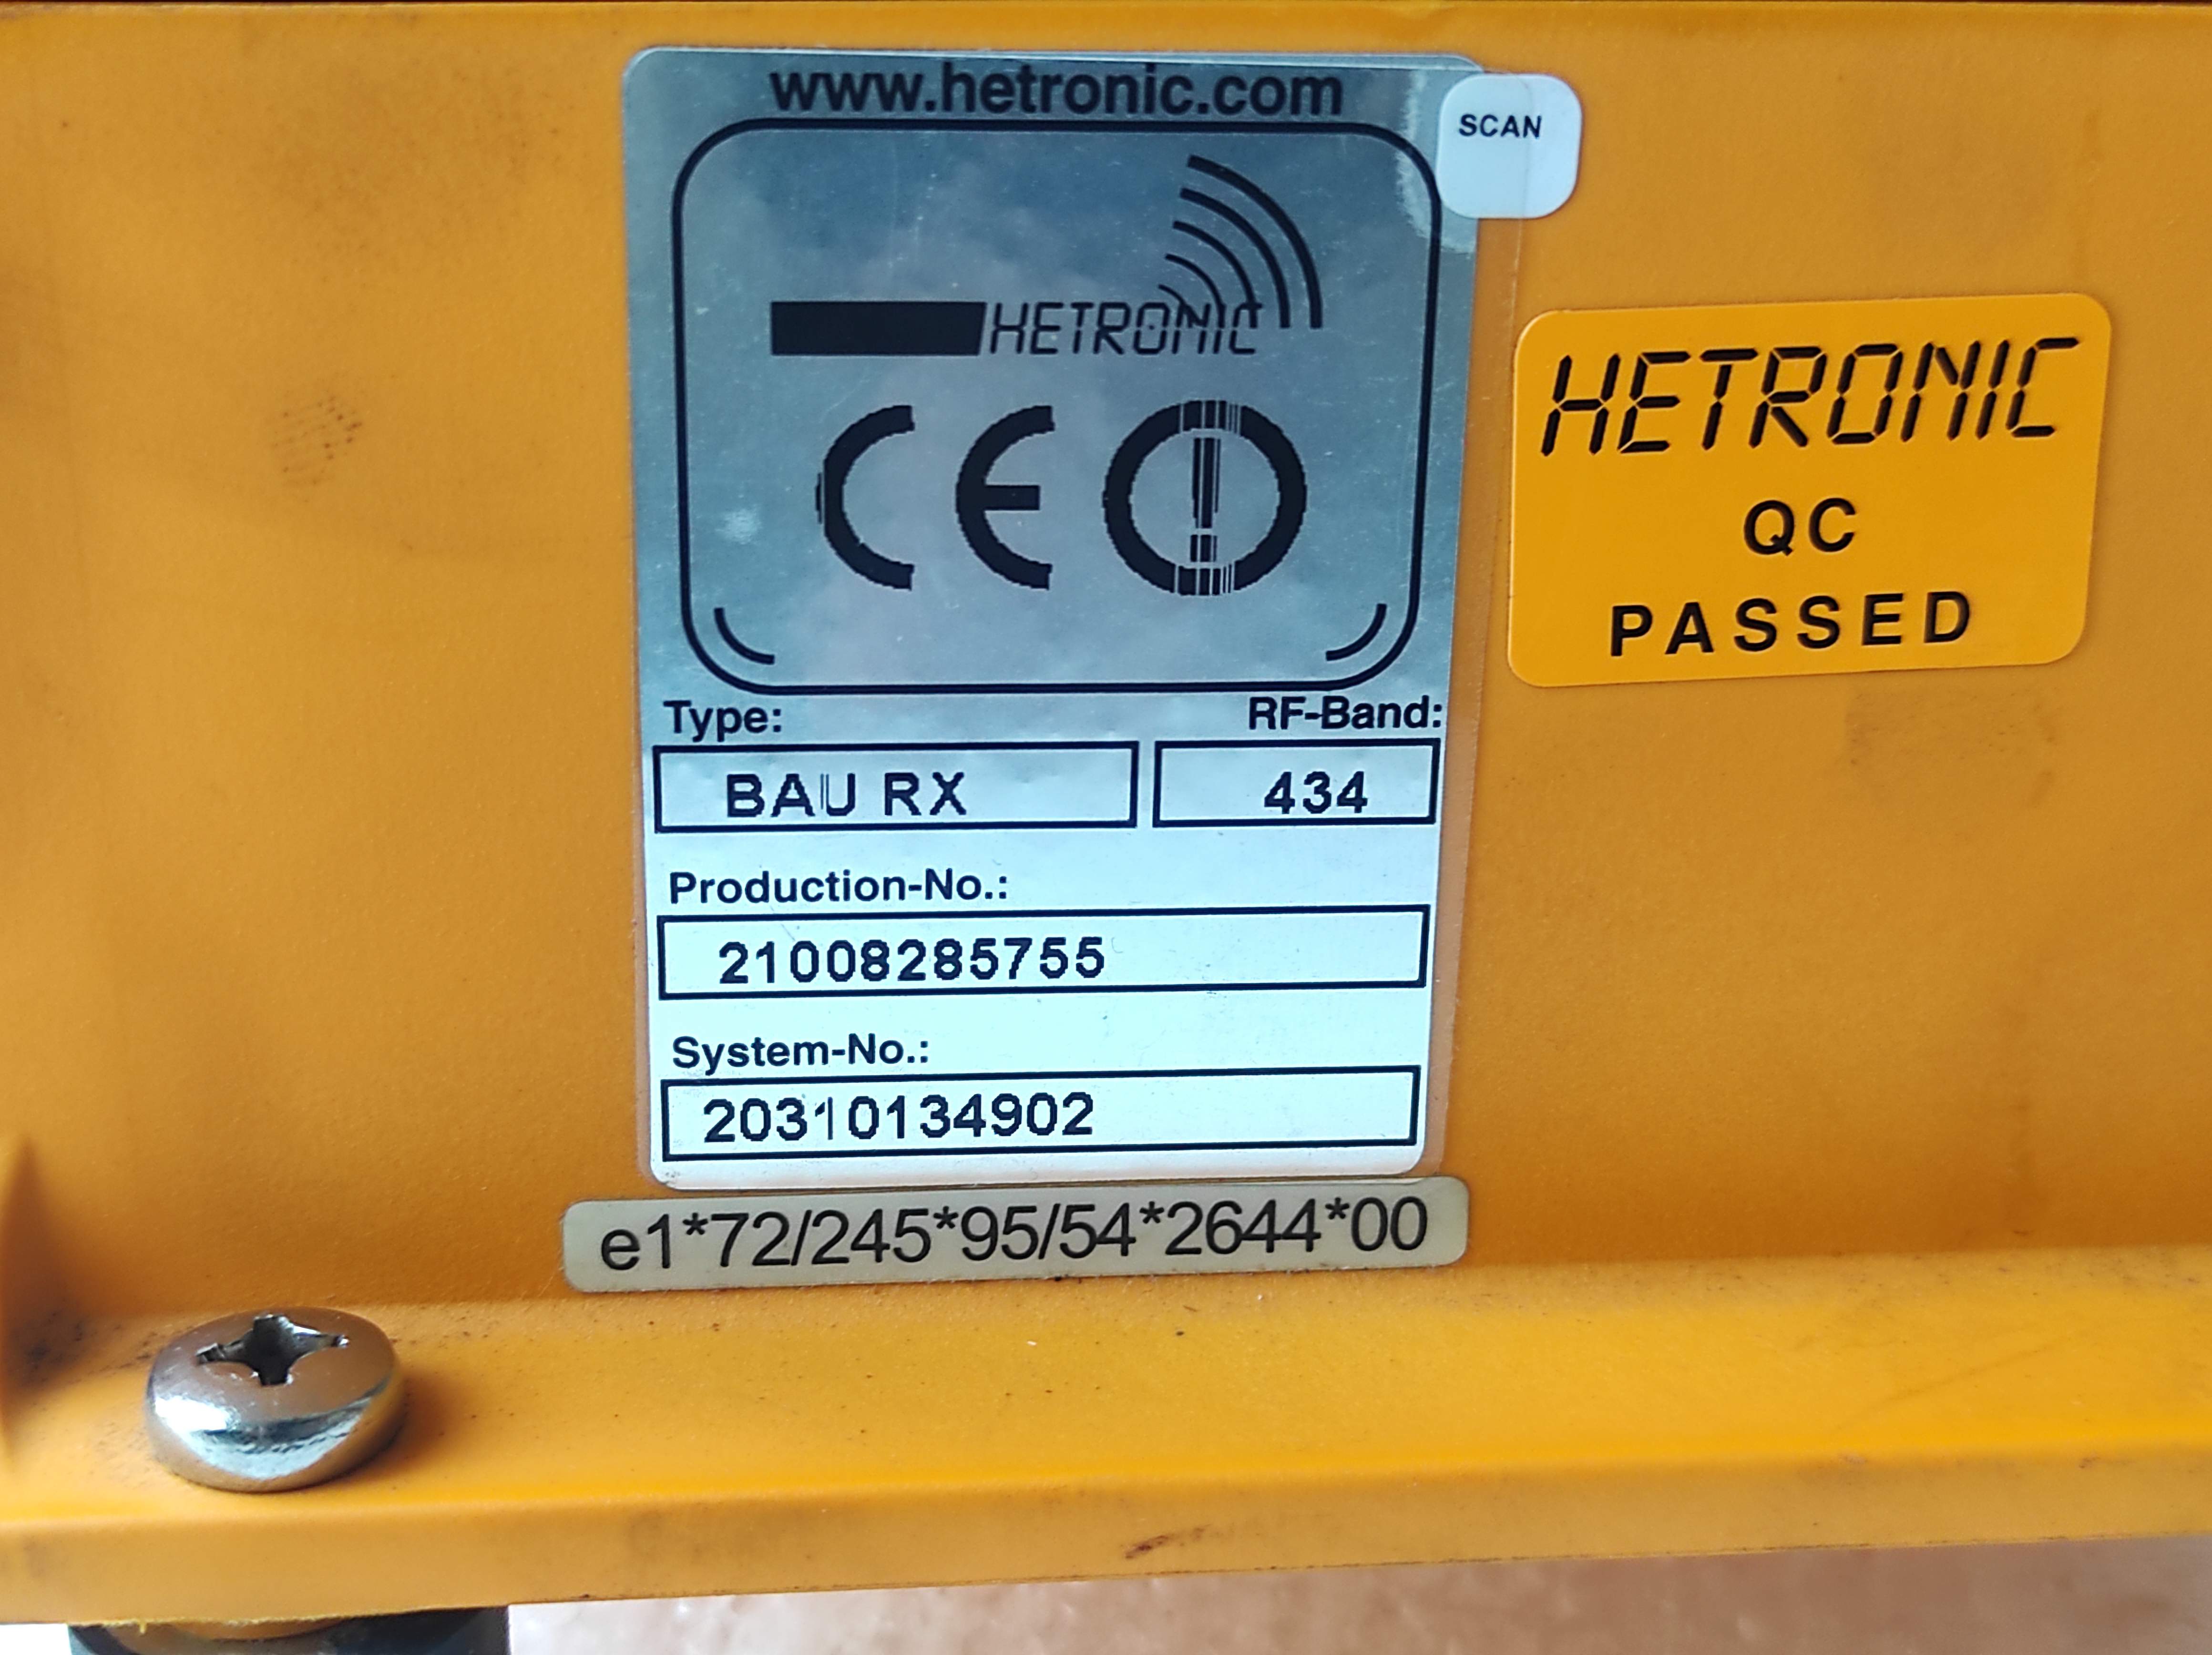 www.hetronic.com
SCAN
HETRONIC
CE
HETRONIC
QC
PASSED
Type:
RF-Band:
BAU RX
434
Production-No.:
21008285755
System-No.:
20310134902
e1*72/245*95/54*2644*00